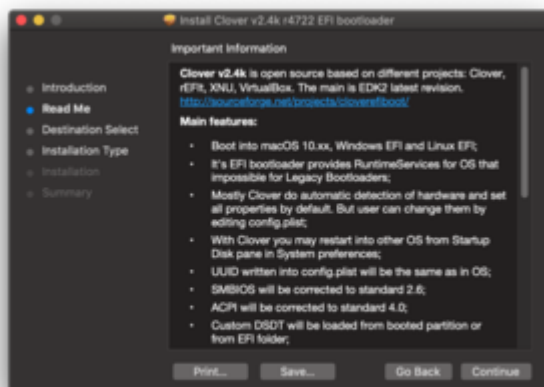 Install Clover v2.4k r4722 EFI bootloader
Important Information
Introduction
Read Me
Destination Select
Installation Type
Installation
Summary
Clover v2.4k is open source based on different projects: Clover,
rEFIt, XNU, VirtualBox. The main is EDK2 latest revision.
http://sourceforge.net/projects/cloverefiboot/
Main features:
• Boot into macOS 10.xx, Windows EFI and Linux EFI;
• It's EFI bootloader provides RuntimeServices for OS that
impossible for Legacy Bootloaders;
• Mostly Clover do automatic detection of hardware and set
all properties by default. But user can change them by
editing config.plist;
• With Clover you may restart into other OS from Startup
Disk pane in System preferences;
• UUID written into config.plist will be the same as in OS;
• SMBIOS will be corrected to standard 2.6;
• ACPI will be corrected to standard 4.0;
• Custom DSDT will be loaded from booted partition or
from EFI folder;
Print...
Save...
Go Back
Continue